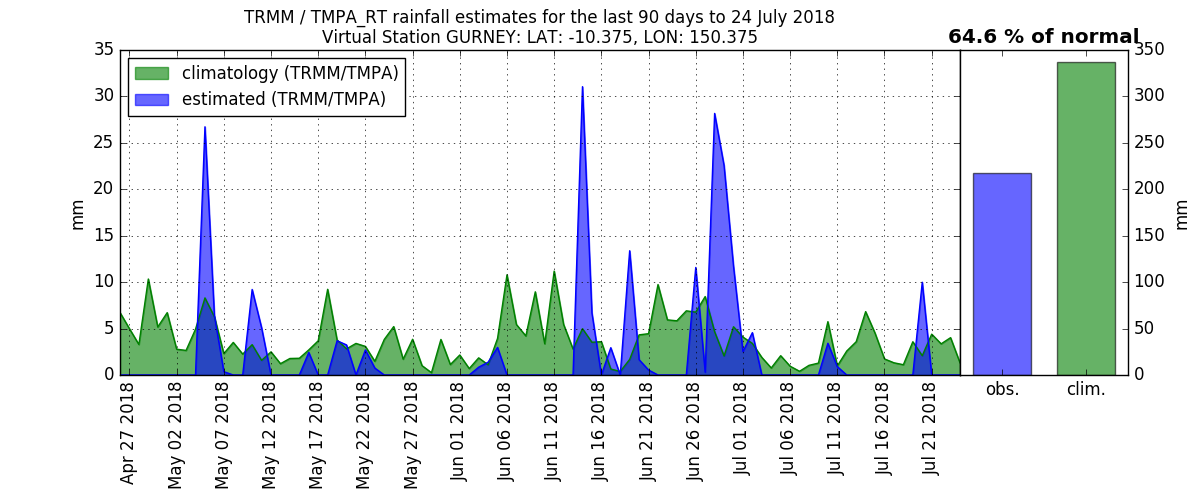 TRMM / TMPA_RT rainfall estimates for the last 90 days to 24 July 2018
Virtual Station GURNEY: LAT: -10.375, LON: 150.375
64.6 % of normal
climatology (TRMM/TMPA)
estimated (TRMM/TMPA)
35
30
25
20
15
10
5
0
mm
350
300
250
200
150
100
50
0
mm
obs.
clim.
Apr 27 2018
May 02 2018
May 07 2018
May 12 2018
May 17 2018
May 22 2018
May 27 2018
Jun 01 2018
Jun 06 2018
Jun 11 2018
Jun 16 2018
Jun 21 2018
Jun 26 2018
Jul 01 2018
Jul 06 2018
Jul 11 2018
Jul 16 2018
Jul 21 2018